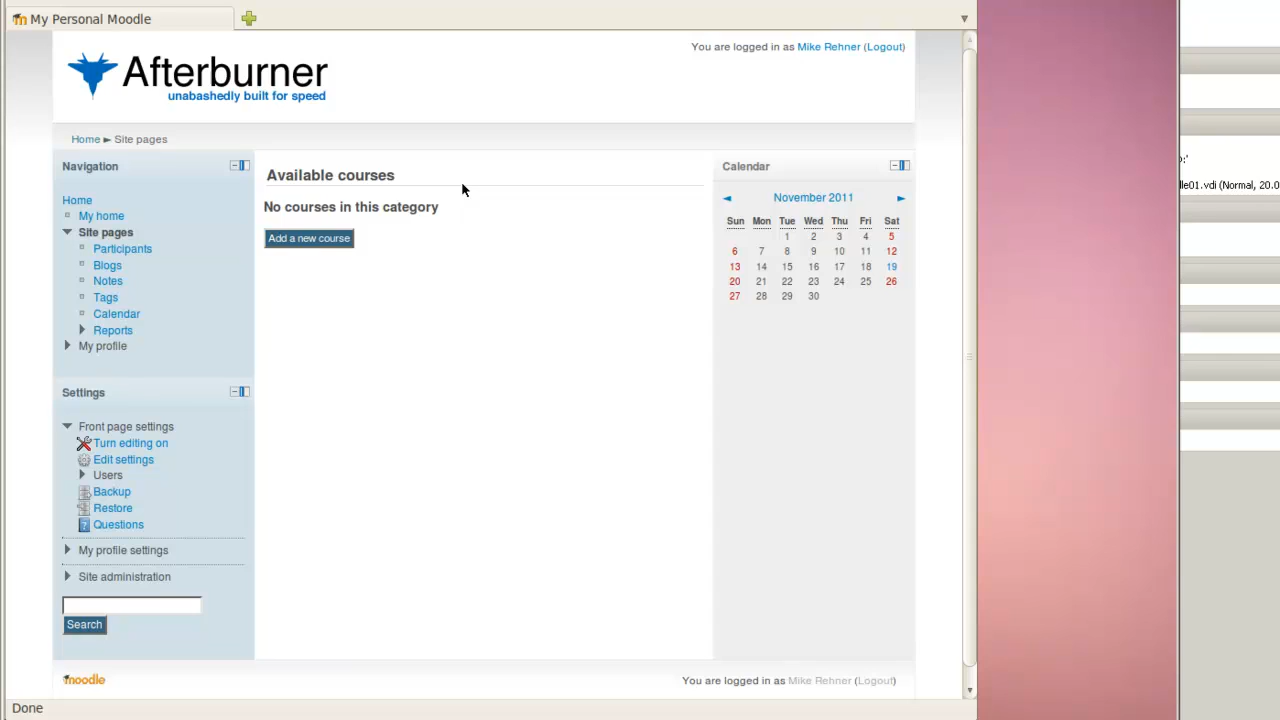 My Personal Moodle
You are logged in as Mike Rehner (Logout)
Afterburner
unabashedly built for speed
Home ► Site pages
Navigation
Home
My home
Site pages
Participants
Blogs
Notes
Tags
Calendar
Reports
My profile
Settings
Front page settings
Turn editing on
Edit settings
Users
Backup
Restore
Questions
My profile settings
Site administration
Search
Available courses
No courses in this category
Add a new course
Calendar
◄ November 2011 ►
Sun Mon Tue Wed Thu Fri Sat
1 2 3 4 5
6 7 8 9 10 11 12
13 14 15 16 17 18 19
20 21 22 23 24 25 26
27 28 29 30
moodle
You are logged in as Mike Rehner (Logout)
Done
(Normal, 20.0